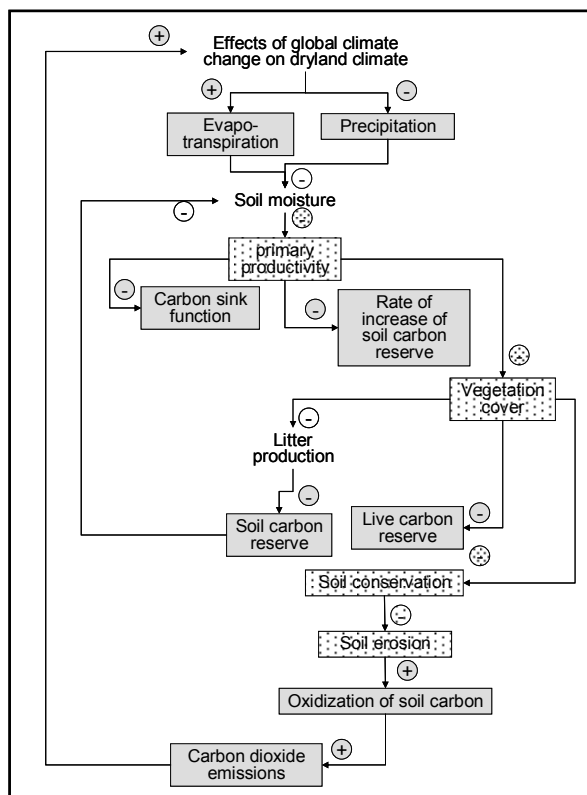 +
Effects of global climate
change on dryland climate
+
-
Evapo-
transpiration
Precipitation
-
-
Soil moisture
-
primary
productivity
-
Carbon sink
function
-
Rate of
increase of
soil carbon
reserve
-
Vegetation
cover
-
Litter
production
-
Soil carbon
reserve
-
Live carbon
reserve
-
Soil conservation
-
Soil erosion
+
Oxidization of soil carbon
+
Carbon dioxide
emissions